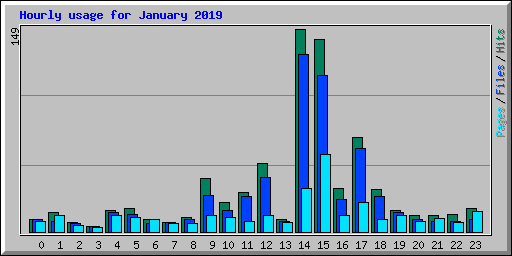 Hourly usage for January 2019
149
Pages/Files/Hits
0 1 2 3 4 5 6 7 8 9 10 11 12 13 14 15 16 17 18 19 20 21 22 23